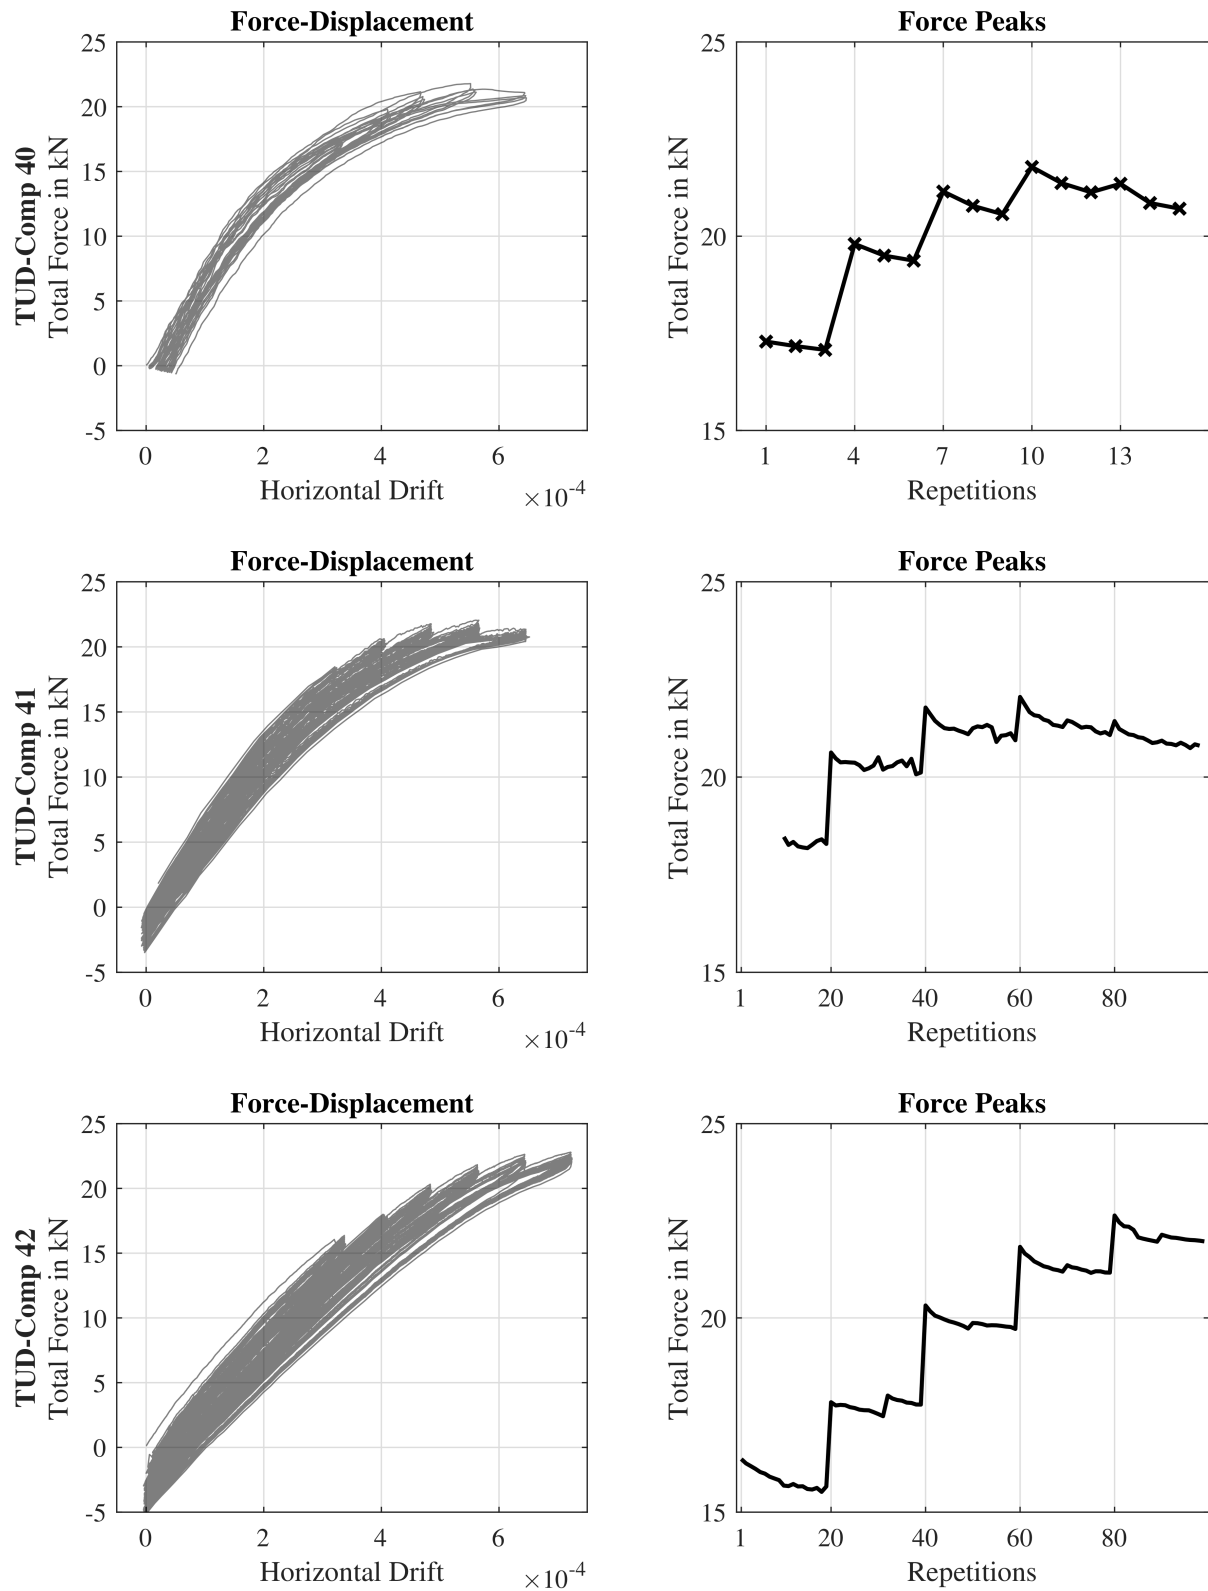 Force-Displacement
25
20
15
10
5
0
-5
TUD-Comp 40
Total Force in kN
0 2 4 6
Horizontal Drift
×10-4
Force Peaks
25
20
15
Total Force in kN
1 4 7 10 13
Repetitions
Force-Displacement
25
20
15
10
5
0
-5
TUD-Comp 41
Total Force in kN
0 2 4 6
Horizontal Drift
×10-4
Force Peaks
25
20
15
Total Force in kN
1 20 40 60 80
Repetitions
Force-Displacement
25
20
15
10
5
0
-5
TUD-Comp 42
Total Force in kN
0 2 4 6
Horizontal Drift
×10-4
Force Peaks
25
20
15
Total Force in kN
1 20 40 60 80
Repetitions